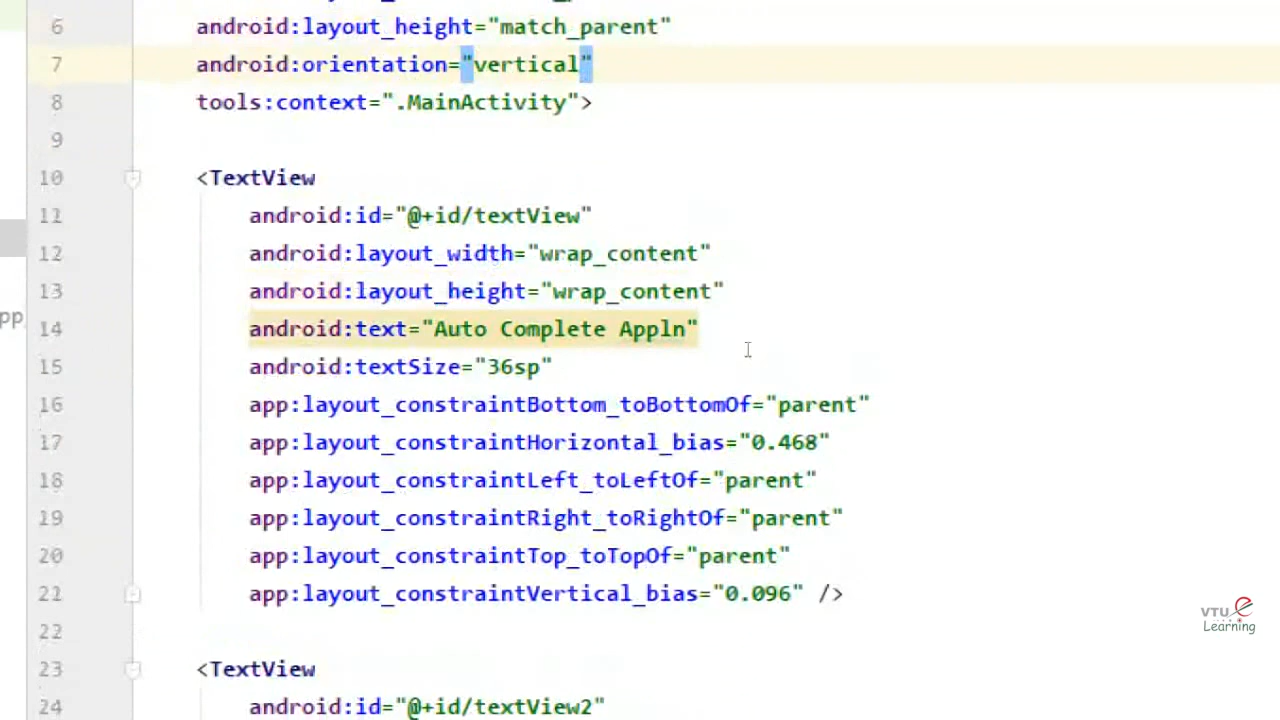 6 android:layout_height="match_parent"
7 android:orientation="vertical"
8 tools:context=".MainActivity">
9
10 <TextView
11 android:id="@+id/textView"
12 android:layout_width="wrap_content"
13 android:layout_height="wrap_content"
pp
14 android:text="Auto Complete Appln"
15 android:textSize="36sp"
16 app:layout_constraintBottom_toBottomOf="parent"
17 app:layout_constraintHorizontal_bias="0.468"
18 app:layout_constraintLeft_toLeftOf="parent"
19 app:layout_constraintRight_toRightOf="parent"
20 app:layout_constraintTop_toTopOf="parent"
21 app:layout_constraintVertical_bias="0.096" />
22
23 <TextView
24 android:id="@+id/textView2"
VTU e
Learning